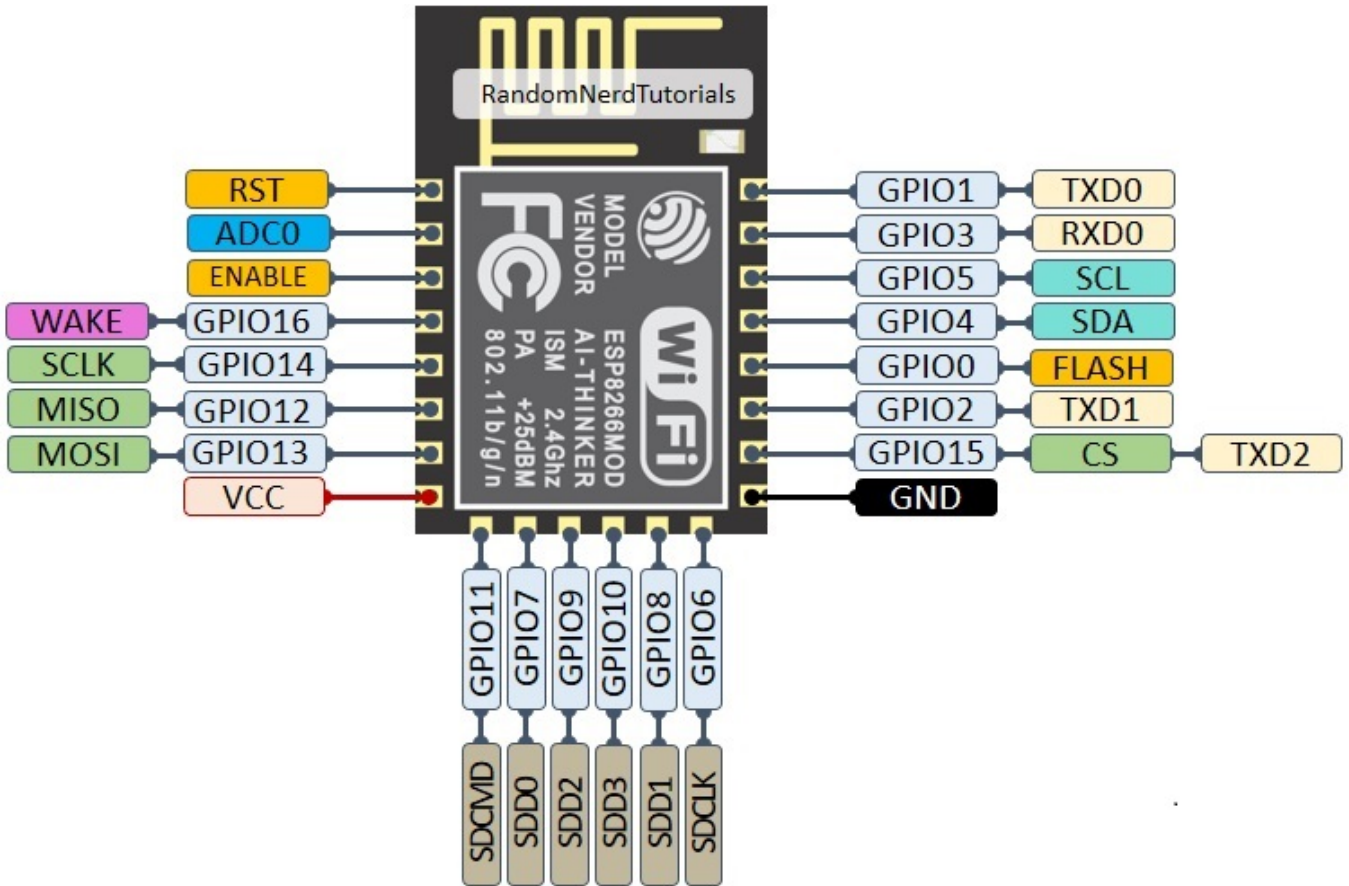 RandomNerdTutorials
RST
GPIO1 TXD0
ADC0
GPIO3 RXD0
ENABLE
GPIO5 SCL
WAKE GPIO16
GPIO4 SDA
SCLK GPIO14
GPIO0 FLASH
MISO GPIO12
GPIO2 TXD1
MOSI GPIO13
GPIO15 CS TXD2
VCC
GND
FC
MODEL ESP8266MOD
VENDOR AI-THINKER
ISM 2.4Ghz
PA +25dBM
802.11b/g/n
WiFi
GPIO11
GPIO7
GPIO9
GPIO10
GPIO8
GPIO6
SDCMD
SDD0
SDD2
SDD3
SDD1
SDCLK